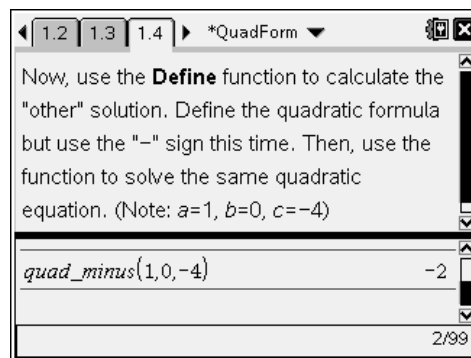 1.2 1.3 1.4 *QuadForm
Now, use the Define function to calculate the
"other" solution. Define the quadratic formula
but use the "−" sign this time. Then, use the
function to solve the same quadratic
equation. (Note: a=1, b=0, c=−4)
quad_minus(1,0,-4) -2
2/99